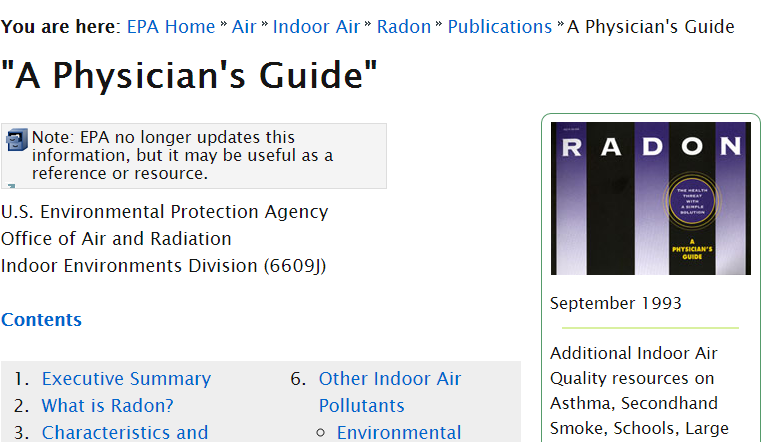 You are here: EPA Home » Air » Indoor Air » Radon » Publications » A Physician's Guide
"A Physician's Guide"
Note: EPA no longer updates this
information, but it may be useful as a
reference or resource.
U.S. Environmental Protection Agency
Office of Air and Radiation
Indoor Environments Division (6609J)
Contents
1. Executive Summary
2. What is Radon?
3. Characteristics and
6. Other Indoor Air
Pollutants
○ Environmental
RADON
THE HEALTH
THREAT
WITH
A SIMPLE
SOLUTION
A
PHYSICIAN'S
GUIDE
September 1993
Additional Indoor Air
Quality resources on
Asthma, Secondhand
Smoke, Schools, Large